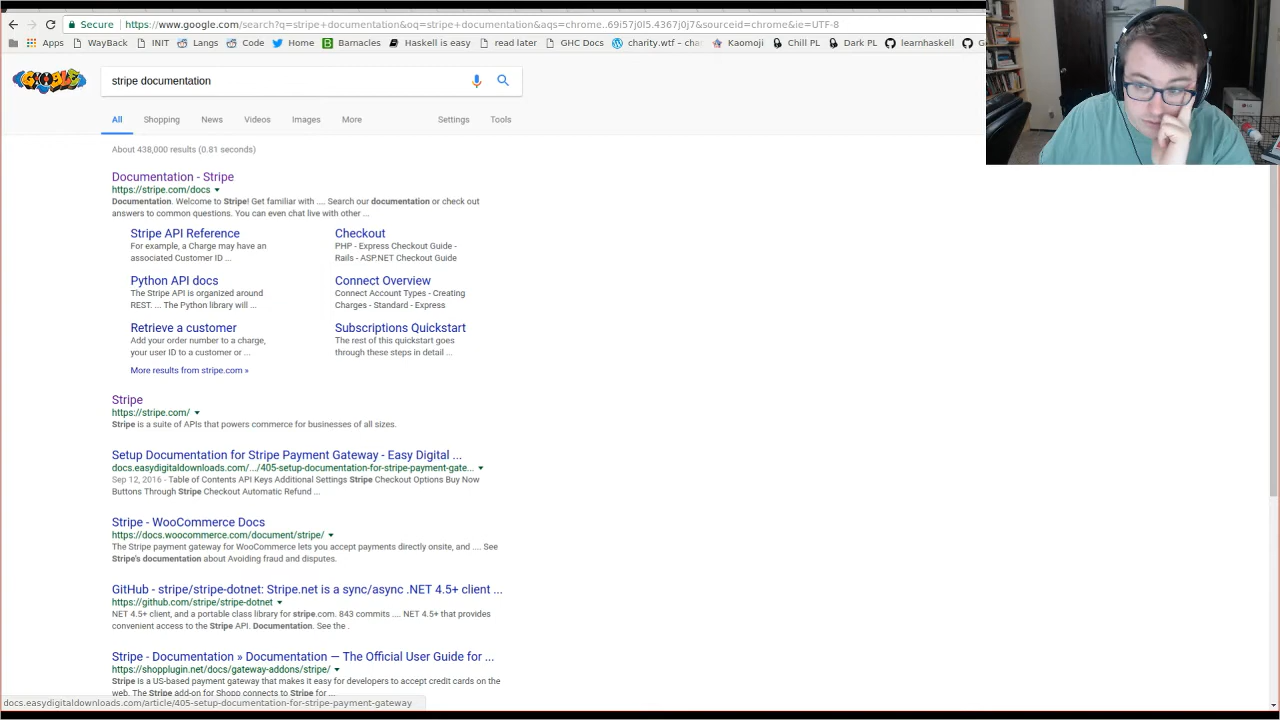 Secure https://www.google.com/search?q=stripe+documentation&oq=stripe+documentation&aqs=chrome..69i57j0l5.4367j0j7&sourceid=chrome&ie=UTF-8
Apps WayBack INIT Langs Code Home Barnacles Haskell is easy read later GHC Docs charity.wtf – char Kaomoji Chill PL Dark PL learnhaskell G
stripe documentation
All Shopping News Videos Images More Settings Tools
About 438,000 results (0.81 seconds)
Documentation - Stripe
https://stripe.com/docs
Documentation. Welcome to Stripe! Get familiar with .... Search our documentation or check out
answers to common questions. You can even chat live with other ...
Stripe API Reference
For example, a Charge may have an
associated Customer ID ...
Checkout
PHP - Express Checkout Guide -
Rails - ASP.NET Checkout Guide
Python API docs
The Stripe API is organized around
REST. ... The Python library will ...
Connect Overview
Connect Account Types - Creating
Charges - Standard - Express
Retrieve a customer
Add your order number to a charge,
your user ID to a customer or ...
Subscriptions Quickstart
The rest of this quickstart goes
through these steps in detail ...
More results from stripe.com »
Stripe
https://stripe.com/
Stripe is a suite of APIs that powers commerce for businesses of all sizes.
Setup Documentation for Stripe Payment Gateway - Easy Digital ...
docs.easydigitaldownloads.com/.../405-setup-documentation-for-stripe-payment-gate...
Sep 12, 2016 - Table of Contents API Keys Additional Settings Stripe Checkout Options Buy Now
Buttons Through Stripe Checkout Automatic Refund ...
Stripe - WooCommerce Docs
https://docs.woocommerce.com/document/stripe/
The Stripe payment gateway for WooCommerce lets you accept payments directly onsite, and .... See
Stripe's documentation about Avoiding fraud and disputes.
GitHub - stripe/stripe-dotnet: Stripe.net is a sync/async .NET 4.5+ client ...
https://github.com/stripe/stripe-dotnet
NET 4.5+ client, and a portable class library for stripe.com. 843 commits .... NET 4.5+ that provides
convenient access to the Stripe API. Documentation. See the .
Stripe - Documentation » Documentation — The Official User Guide for ...
https://shopplugin.net/docs/gateway-addons/stripe/
Stripe is a US-based payment gateway that makes it easy for developers to accept credit cards on the
web. The Stripe add-on for Shopp connects to Stripe for ...
docs.easydigitaldownloads.com/article/405-setup-documentation-for-stripe-payment-gateway